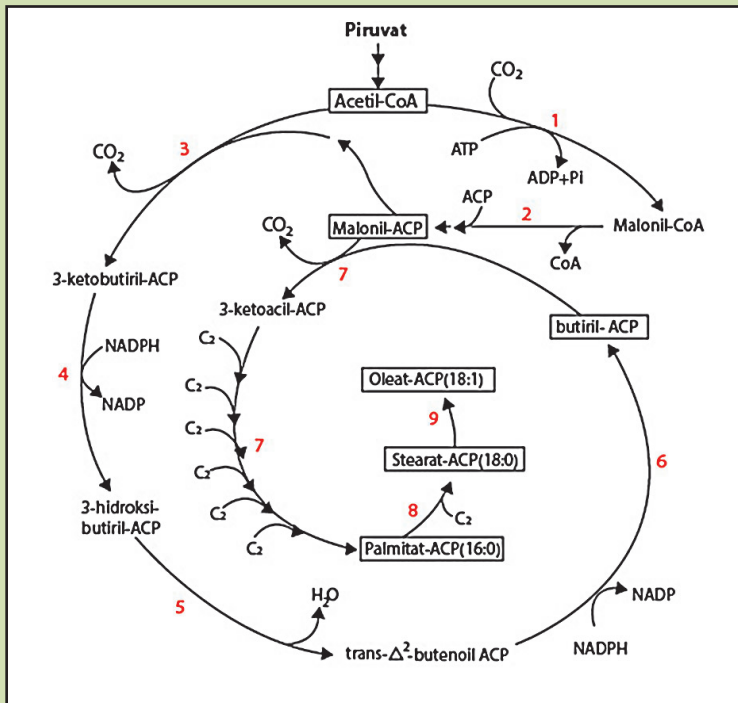 Piruvat
Acetil-CoA
CO₂
1
ATP
ADP+Pi
3
CO₂
ACP
2
Malonil-CoA
CoA
Malonil-ACP
CO₂
7
3-ketobutiril-ACP
3-ketoacil-ACP
butiril- ACP
NADPH
4
NADP
C₂
C₂
C₂
C₂
C₂
C₂
7
Oleat-ACP(18:1)
9
Stearat-ACP(18:0)
8
C₂
Palmitat-ACP(16:0)
6
3-hidroksi-
butiril-ACP
5
H₂O
NADP
NADPH
trans-Δ²-butenoil ACP